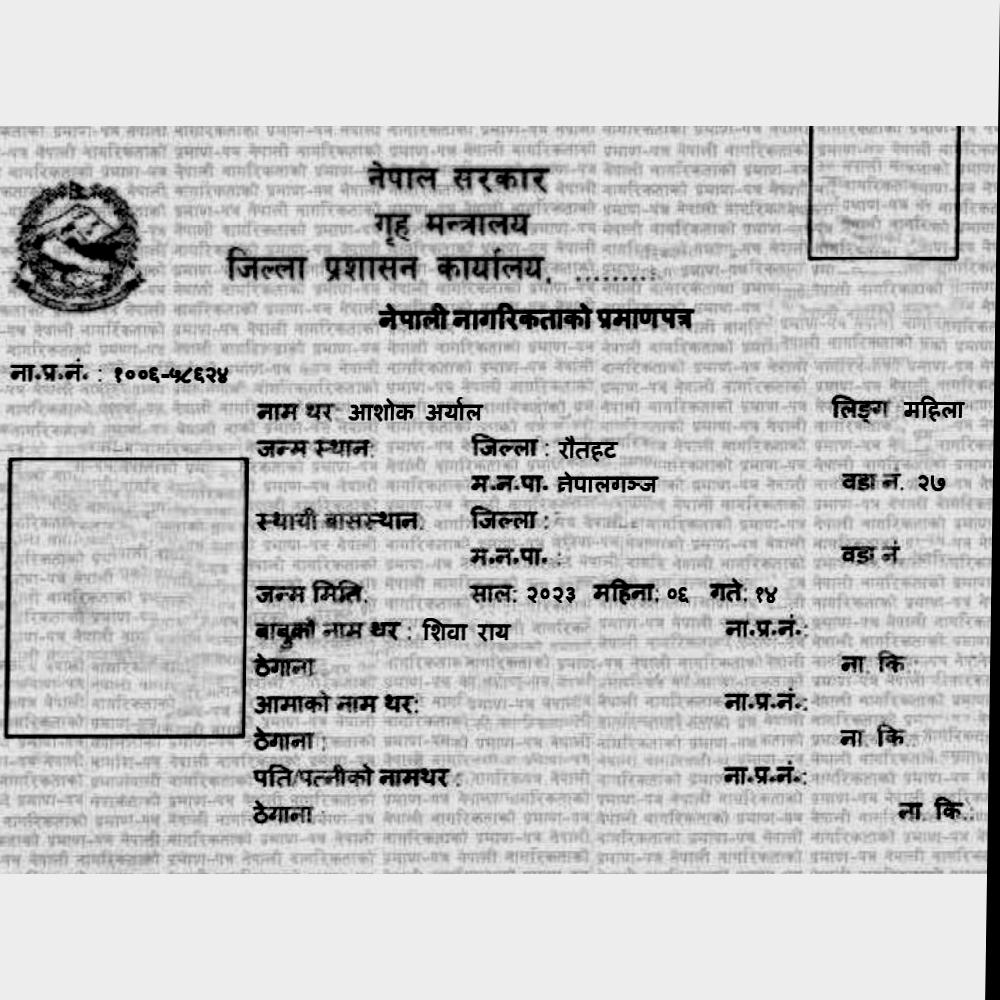 नेपाल सरकार
गृह मन्त्रालय
जिल्ला प्रशासन कार्यालय, .........
नेपाली नागरिकताको प्रमाणपत्र
ना.प्र.नं. : १००६-५८६२४
नाम थर: आशोक अर्याल लिङ्ग महिला
जन्म स्थान: जिल्ला : रौतहट
म.न.पा. नेपालगञ्ज वडा नं. २७
स्थायी बासस्थान: जिल्ला :
म.न.पा. : वडा नं
जन्म मिति: साल: २०२३ महिना: ०६ गते: १४
बाबुको नाम थर : शिवा राय ना.प्र.नं.:
ठेगाना ना. कि.:
आमाको नाम थर: ना.प्र.नं.:
ठेगाना : ना. कि.
पति/पत्नीको नामथर : ना.प्र.नं.:
ठेगाना : ना. कि.: